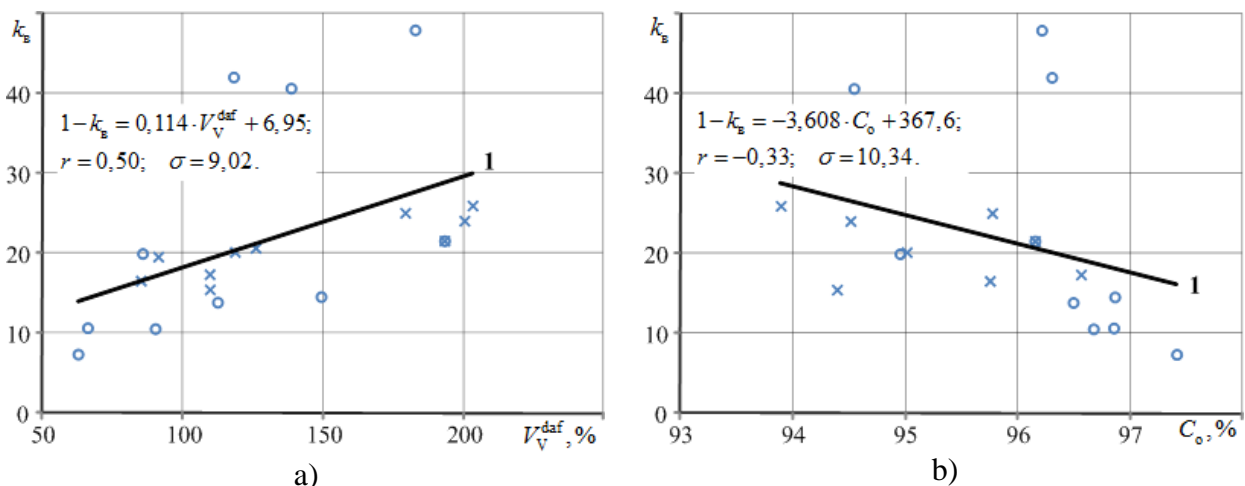 k_в
40
30
20
10
0
1 – k_в = 0,114 · V_V^daf + 6,95;
r = 0,50; σ = 9,02.
1
50 100 150 200 V_V^daf, %
a)
k_в
40
30
20
10
0
1 – k_в = –3,608 · C_o + 367,6;
r = –0,33; σ = 10,34.
1
93 94 95 96 97 C_o, %
b)